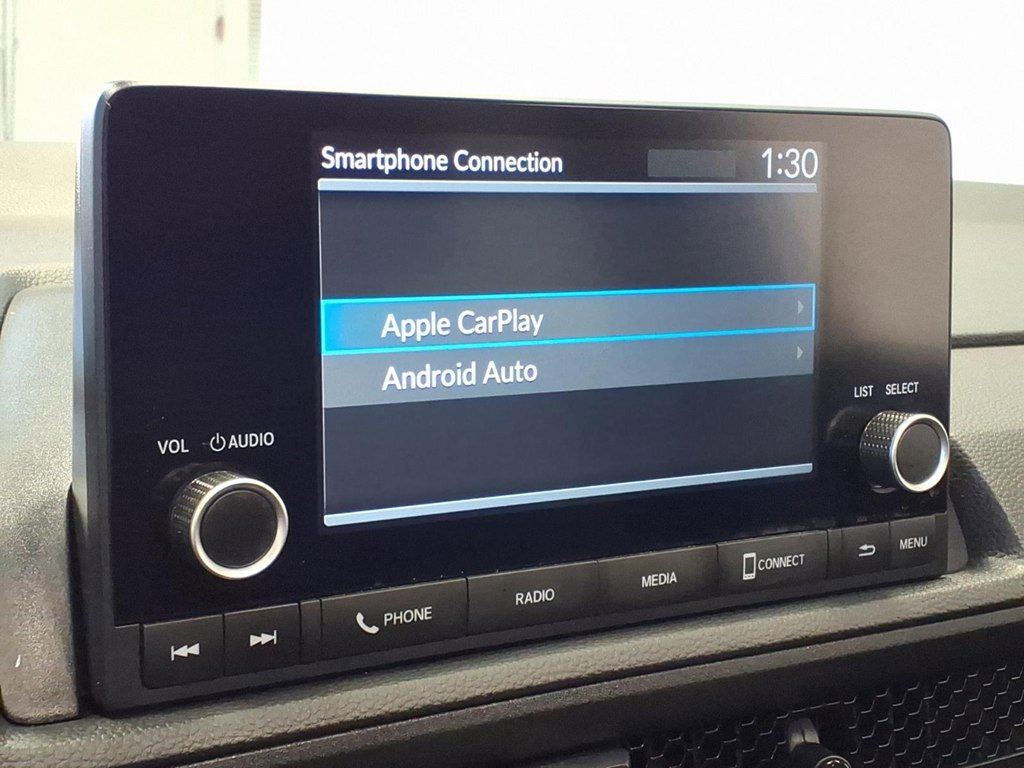 Smartphone Connection 1:30
Apple CarPlay
Android Auto
LIST SELECT
VOL AUDIO
PHONE RADIO MEDIA CONNECT MENU